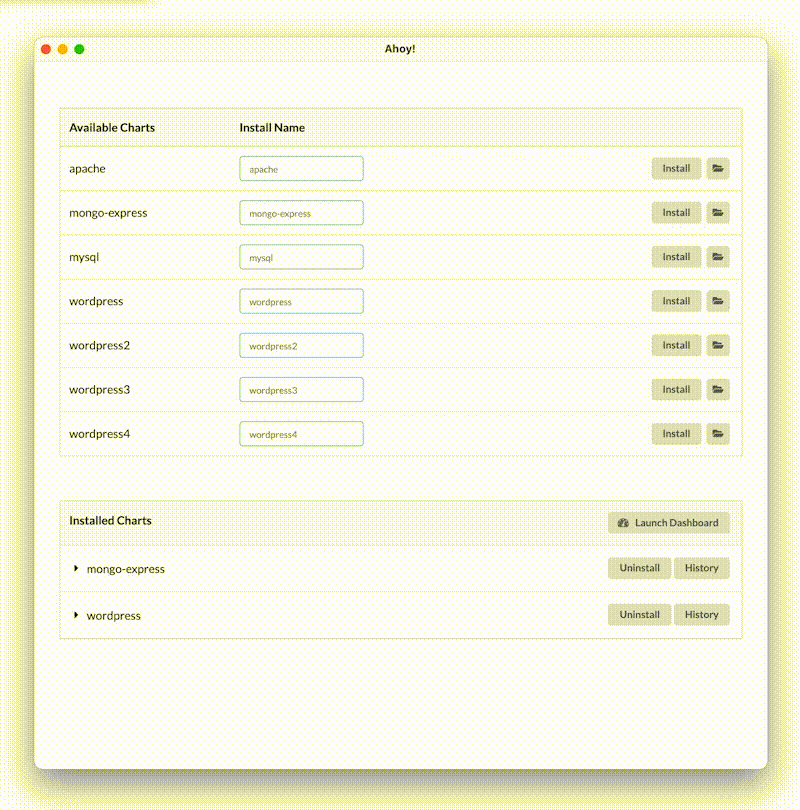 Ahoy!
Available Charts Install Name
apache apache Install
mongo-express mongo-express Install
mysql mysql Install
wordpress wordpress Install
wordpress2 wordpress2 Install
wordpress3 wordpress3 Install
wordpress4 wordpress4 Install
Installed Charts Launch Dashboard
mongo-express Uninstall History
wordpress Uninstall History